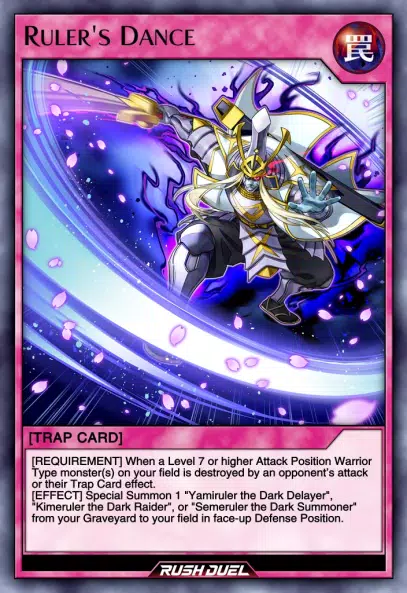 Ruler's Dance
罠
[TRAP CARD]
[REQUIREMENT] When a Level 7 or higher Attack Position Warrior
Type monster(s) on your field is destroyed by an opponent's attack
or their Trap Card effect.
[EFFECT] Special Summon 1 "Yamiruler the Dark Delayer",
"Kimeruler the Dark Raider", or "Semeruler the Dark Summoner"
from your Graveyard to your field in face-up Defense Position.
RUSH DUEL